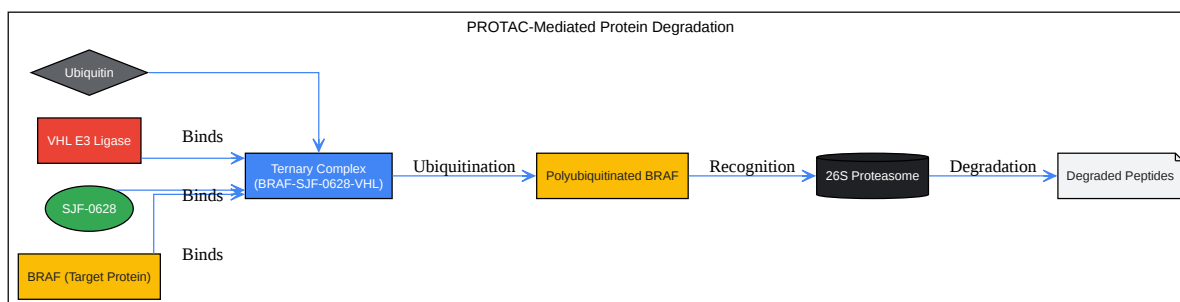 PROTAC-Mediated Protein Degradation
Ubiquitin
VHL E3 Ligase
Binds
SJF-0628
Binds
BRAF (Target Protein)
Binds
Ternary Complex
(BRAF-SJF-0628-VHL)
Ubiquitination
Polyubiquitinated BRAF
Recognition
26S Proteasome
Degradation
Degraded Peptides